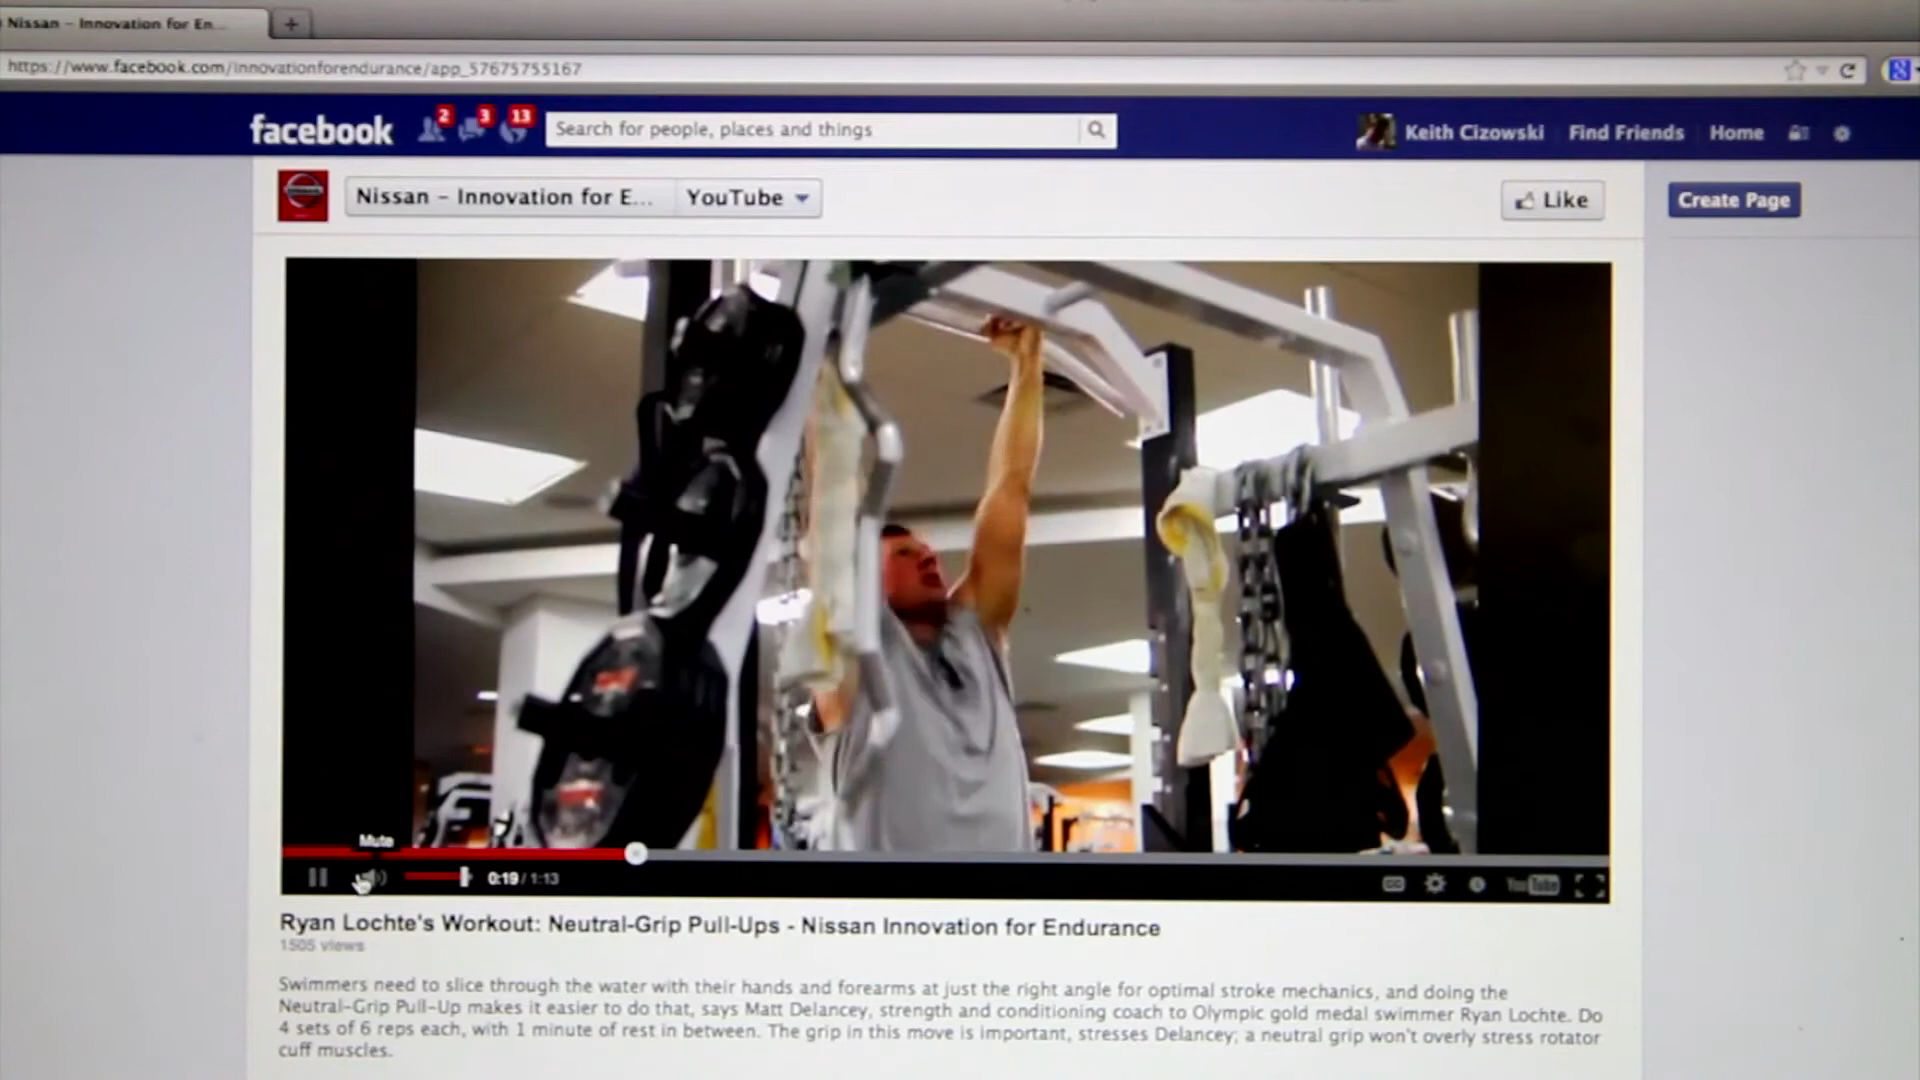 Nissan – Innovation for En...
+
https://www.facebook.com/innovationforendurance/app_57675755167
facebook
2
3
13
Search for people, places and things
Keith Cizowski
Find Friends
Home
Nissan – Innovation for E...
YouTube
Like
Create Page
Mute
0:19 / 1:13
CC
YouTube
Ryan Lochte's Workout: Neutral-Grip Pull-Ups - Nissan Innovation for Endurance
1505 views
Swimmers need to slice through the water with their hands and forearms at just the right angle for optimal stroke mechanics, and doing the
Neutral-Grip Pull-Up makes it easier to do that, says Matt Delancey, strength and conditioning coach to Olympic gold medal swimmer Ryan Lochte. Do
4 sets of 6 reps each, with 1 minute of rest in between. The grip in this move is important, stresses Delancey; a neutral grip won't overly stress rotator
cuff muscles.